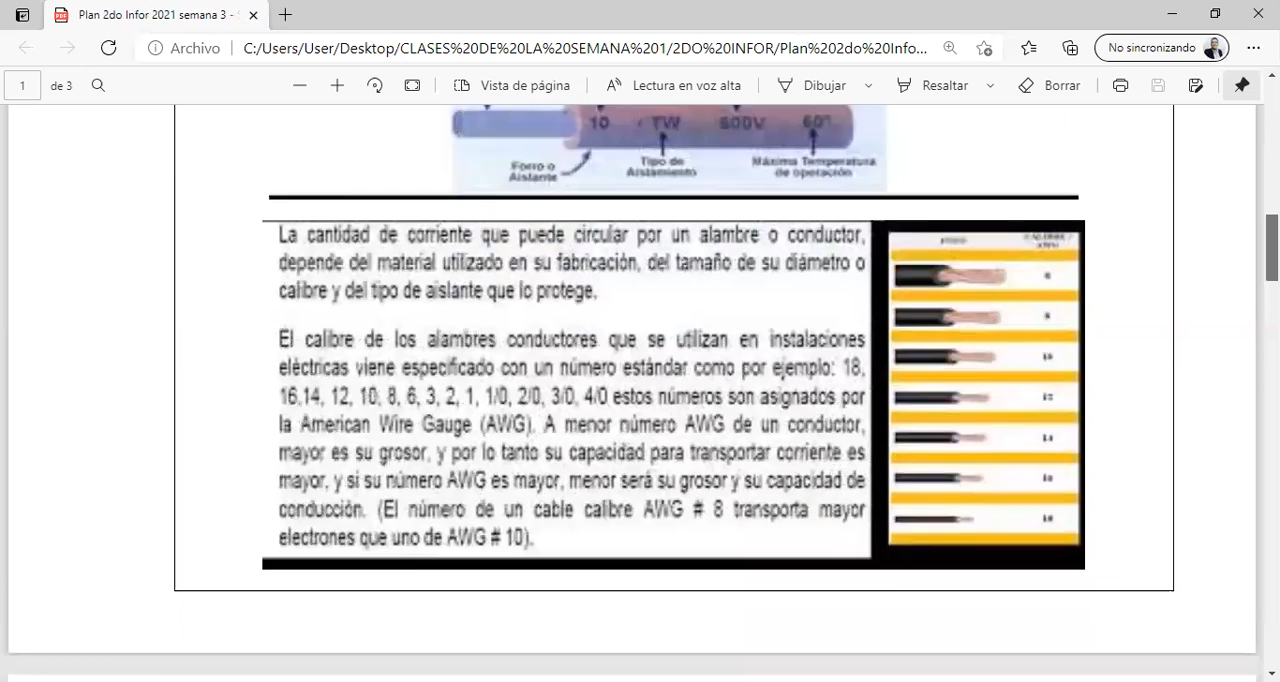 Plan 2do Infor 2021 semana 3 -
Archivo
C:/Users/User/Desktop/CLASES%20DE%20LA%20SEMANA%201/2DO%20INFOR/Plan%202do%20Info...
No sincronizando
1 de 3
Vista de página
Lectura en voz alta
Dibujar
Resaltar
Borrar
10 TW 600V 60°
Forro o
Aislante
Tipo de
Aislamiento
Máxima Temperatura
de operación
La cantidad de corriente que puede circular por un alambre o conductor,
depende del material utilizado en su fabricación, del tamaño de su diámetro o
calibre y del tipo de aislante que lo protege.
El calibre de los alambres conductores que se utilizan en instalaciones
eléctricas viene especificado con un número estándar como por ejemplo: 18,
16,14, 12, 10, 8, 6, 3, 2, 1, 1/0, 2/0, 3/0, 4/0 estos números son asignados por
la American Wire Gauge (AWG). A menor número AWG de un conductor,
mayor es su grosor, y por lo tanto su capacidad para transportar corriente es
mayor, y si su número AWG es mayor, menor será su grosor y su capacidad de
conducción. (El número de un cable calibre AWG # 8 transporta mayor
electrones que uno de AWG # 10).